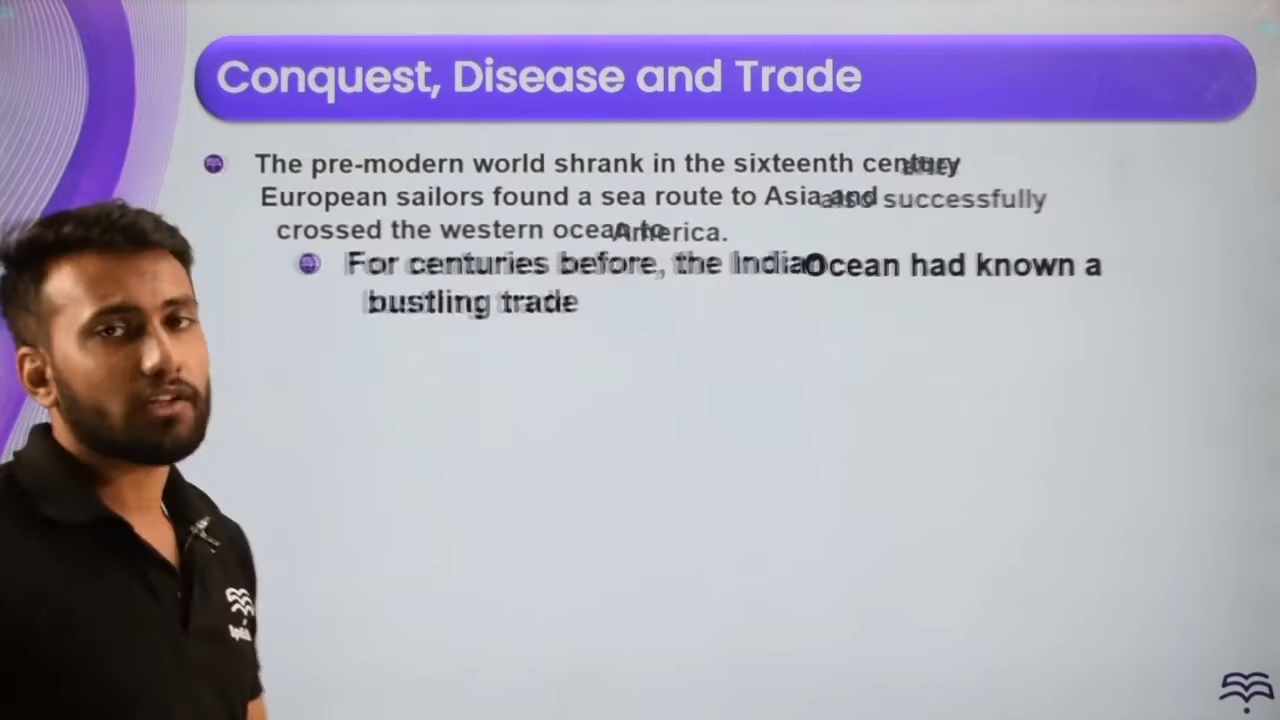 Conquest, Disease and Trade
The pre-modern world shrank in the sixteenth century after
European sailors found a sea route to Asia and also successfully
crossed the western ocean to America.
For centuries before, the Indian Ocean had known a
bustling trade